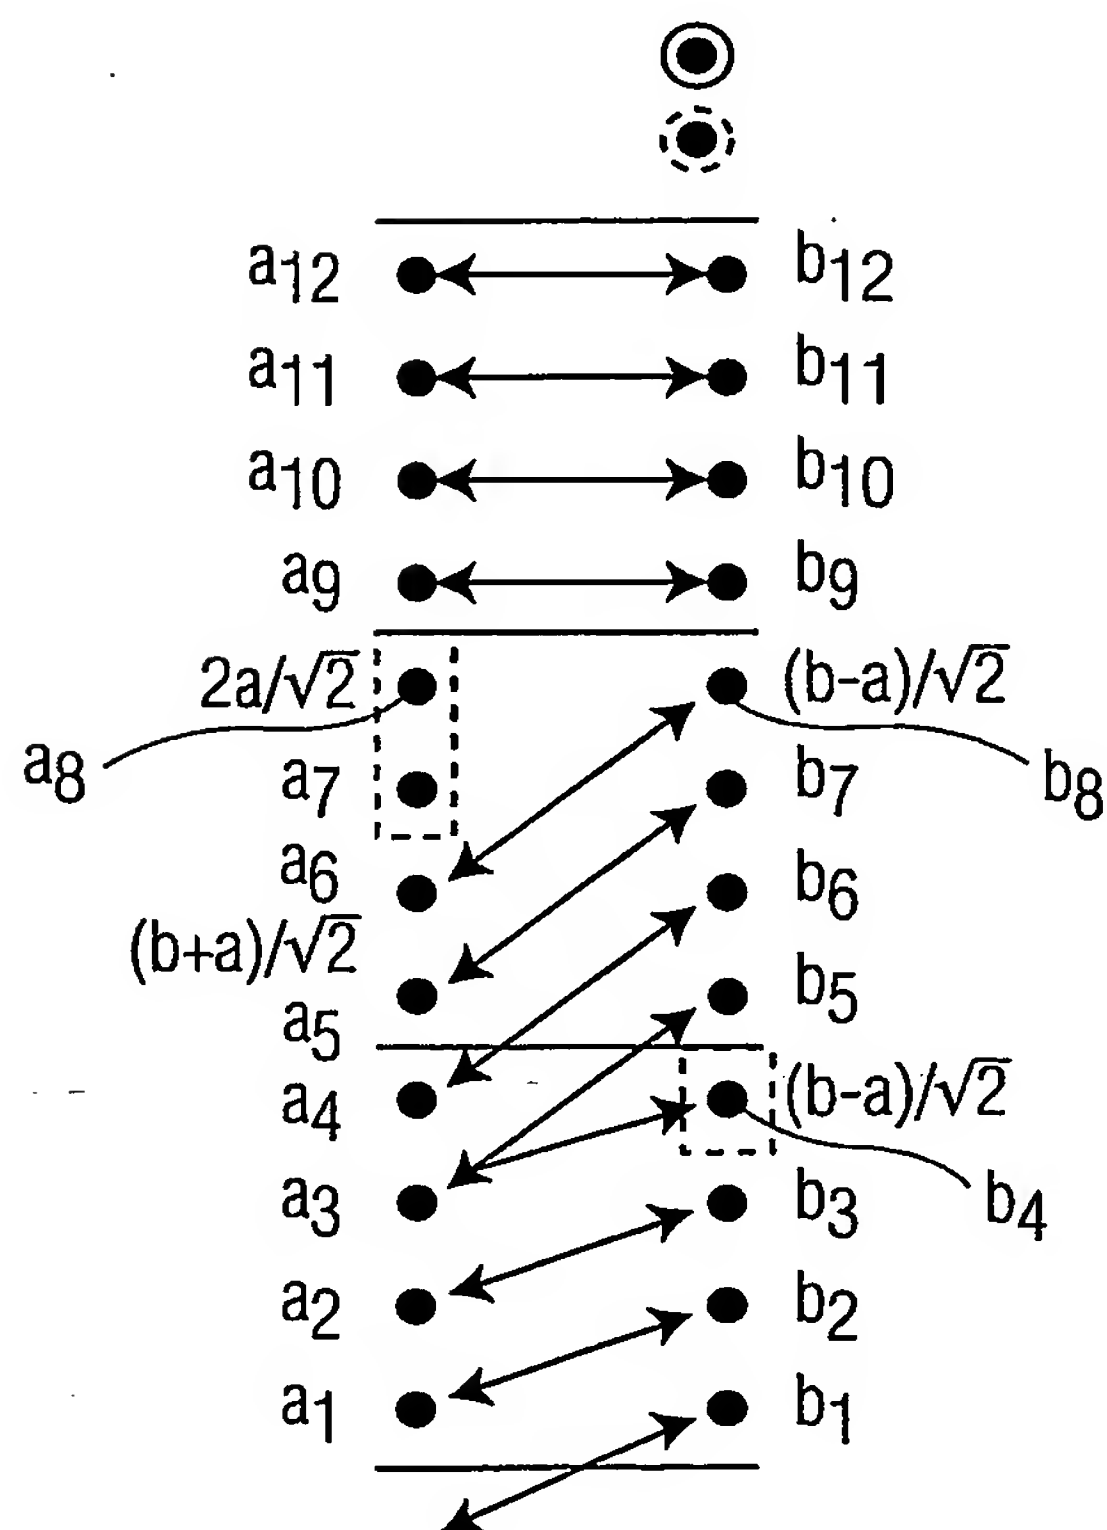 a12 b12
a11 b11
a10 b10
a9 b9
2a/√2 (b-a)/√2
a8 a7 b7 b8
a6 b6
(b+a)/√2
a5 b5
a4 (b-a)/√2
a3 b3 b4
a2 b2
a1 b1